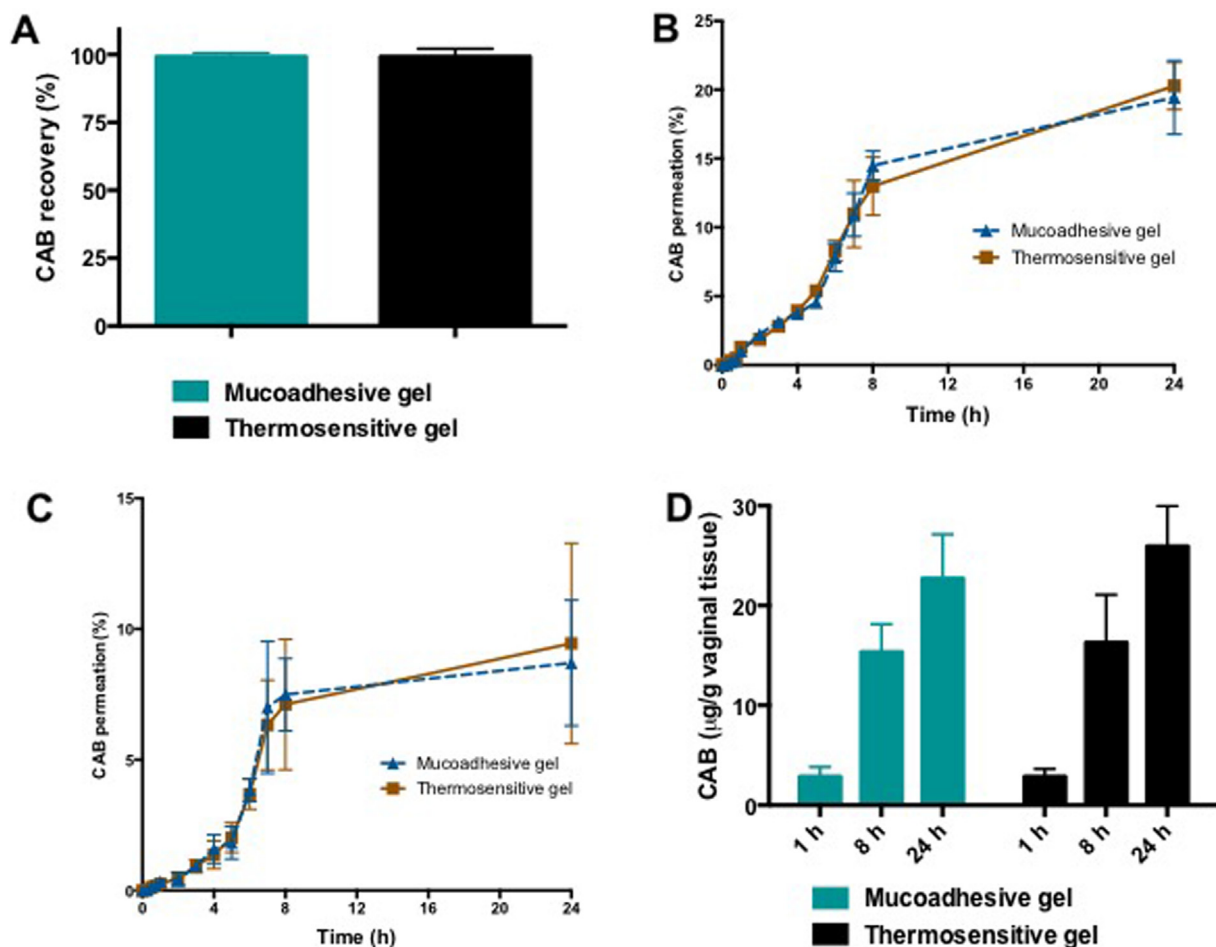 A
CAB recovery (%)
100
75
50
25
0
Mucoadhesive gel
Thermosensitive gel
B
CAB permeation (%)
25
20
15
10
5
0
Mucoadhesive gel
Thermosensitive gel
0 4 8 12 16 20 24
Time (h)
C
CAB permeation (%)
15
10
5
0
Mucoadhesive gel
Thermosensitive gel
0 4 8 12 16 20 24
Time (h)
D
CAB (μg/g vaginal tissue)
30
20
10
0
1 h 8 h 24 h 1 h 8 h 24 h
Mucoadhesive gel
Thermosensitive gel